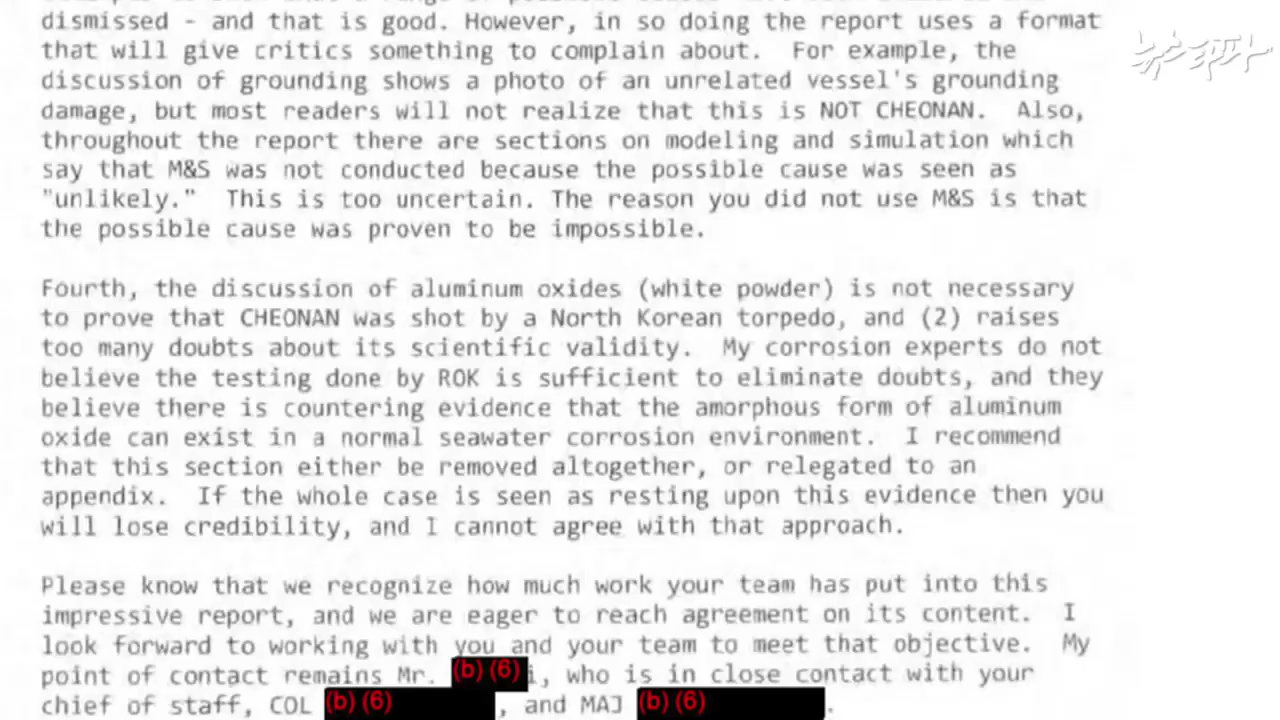 dismissed - and that is good. However, in so doing the report uses a format
that will give critics something to complain about.  For example, the
discussion of grounding shows a photo of an unrelated vessel's grounding
damage, but most readers will not realize that this is NOT CHEONAN.  Also,
throughout the report there are sections on modeling and simulation which
say that M&S was not conducted because the possible cause was seen as
"unlikely."  This is too uncertain. The reason you did not use M&S is that
the possible cause was proven to be impossible.
Fourth, the discussion of aluminum oxides (white powder) is not necessary
to prove that CHEONAN was shot by a North Korean torpedo, and (2) raises
too many doubts about its scientific validity.  My corrosion experts do not
believe the testing done by ROK is sufficient to eliminate doubts, and they
believe there is countering evidence that the amorphous form of aluminum
oxide can exist in a normal seawater corrosion environment.  I recommend
that this section either be removed altogether, or relegated to an
appendix.  If the whole case is seen as resting upon this evidence then you
will lose credibility, and I cannot agree with that approach.
Please know that we recognize how much work your team has put into this
impressive report, and we are eager to reach agreement on its content.  I
look forward to working with you and your team to meet that objective.  My
point of contact remains Mr. (b) (6)i, who is in close contact with your
chief of staff, COL (b) (6), and MAJ (b) (6).
뉴스타파